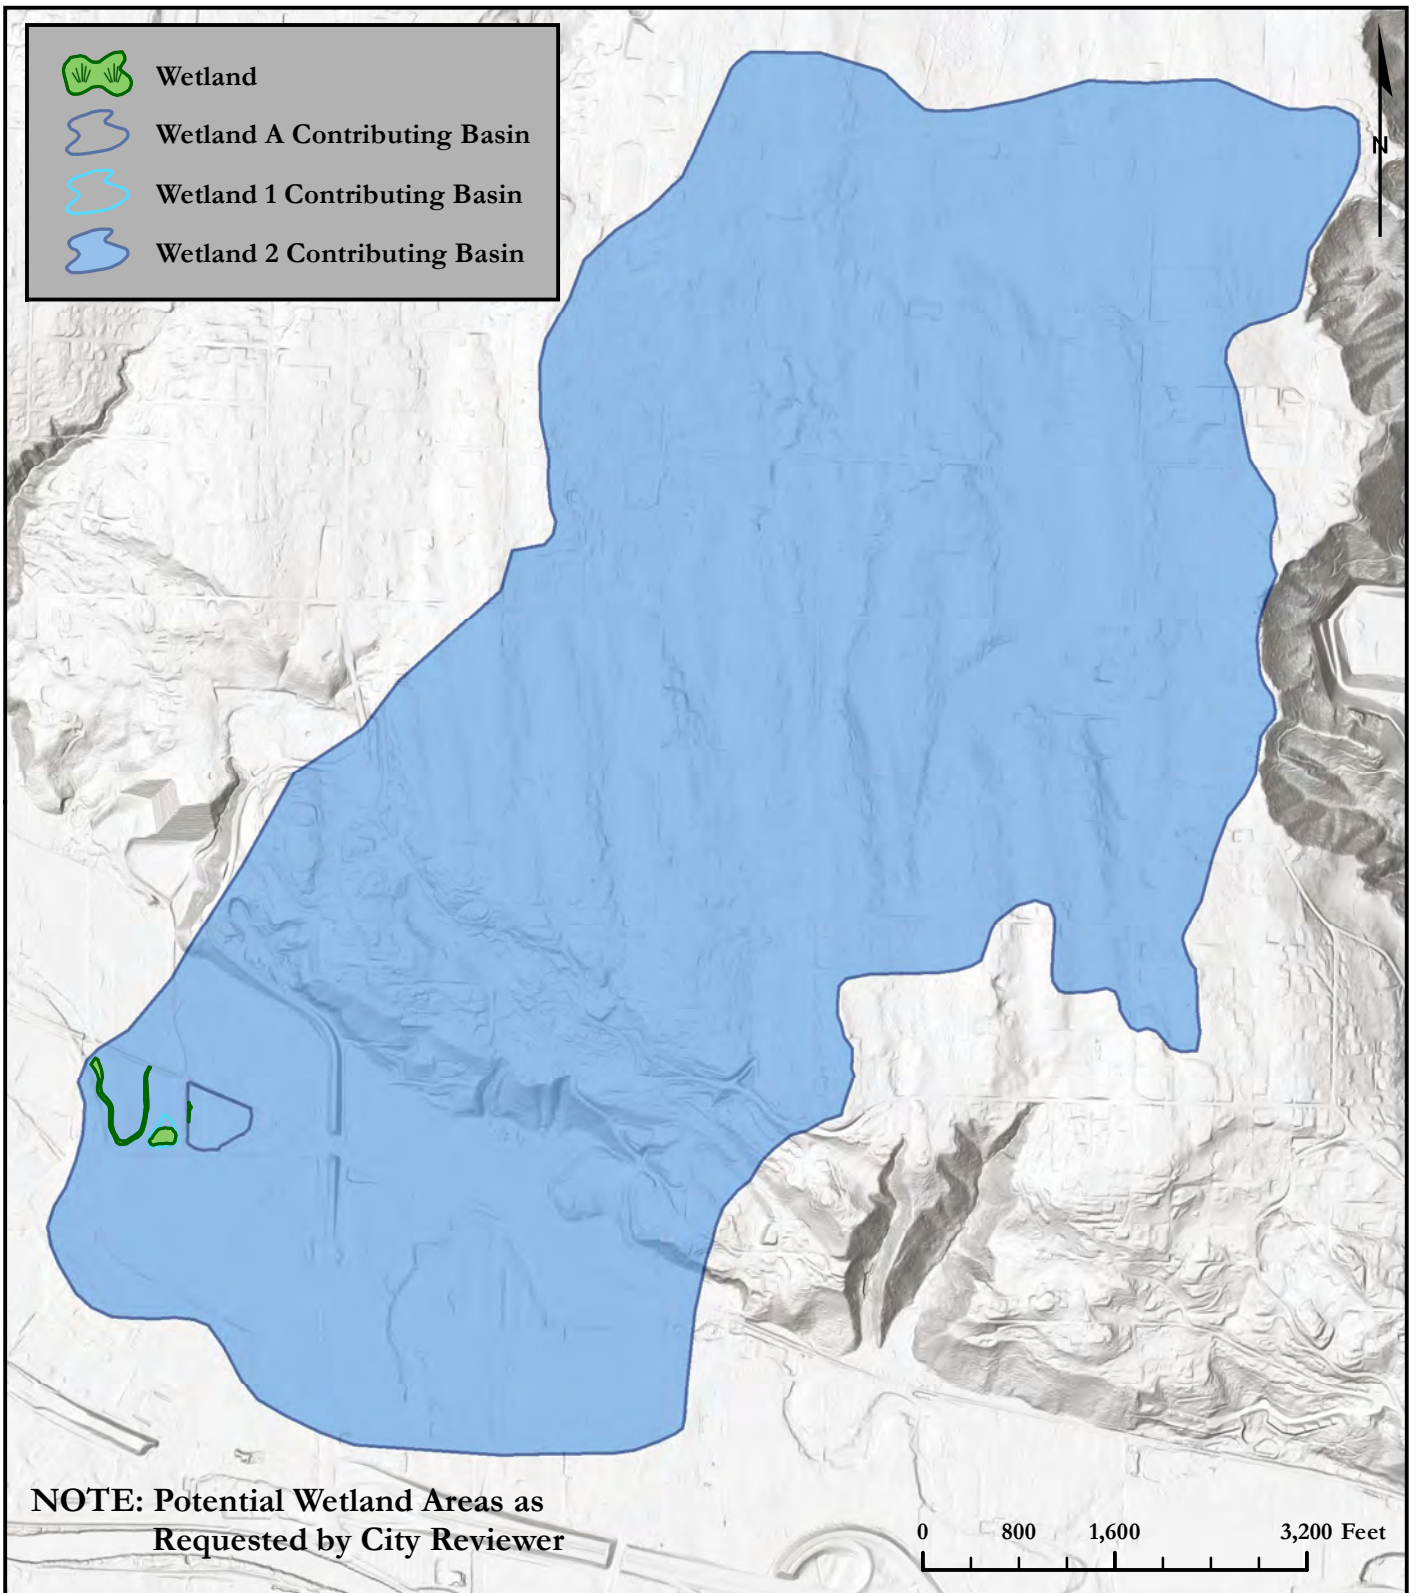 Wetland
Wetland A Contributing Basin
Wetland 1 Contributing Basin
Wetland 2 Contributing Basin
N
NOTE: Potential Wetland Areas as
Requested by City Reviewer
0 800 1,600 3,200 Feet